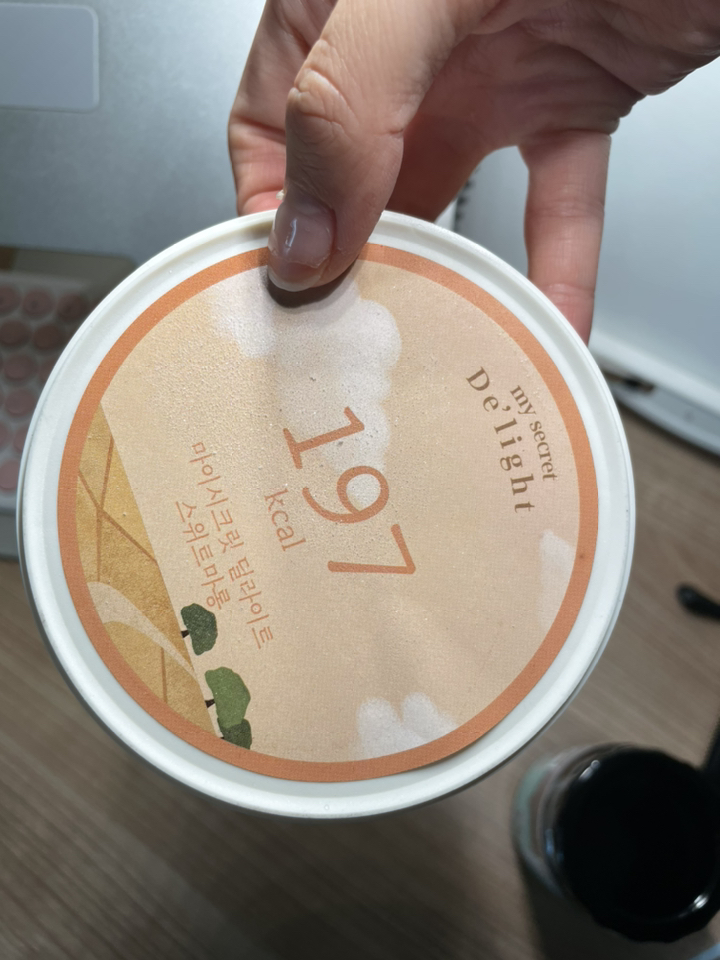 my secret
De'light
197
kcal
마이시크릿 딜라이트
스위트마롱